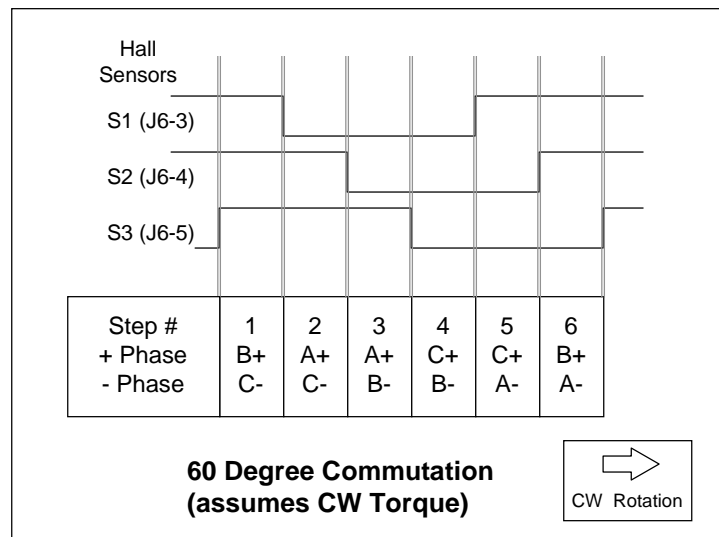 Hall
Sensors
S1 (J6-3)
S2 (J6-4)
S3 (J6-5)
Step # 1 2 3 4 5 6
+ Phase B+ A+ A+ C+ C+ B+
- Phase C- C- B- B- A- A-
60 Degree Commutation
(assumes CW Torque)
CW Rotation